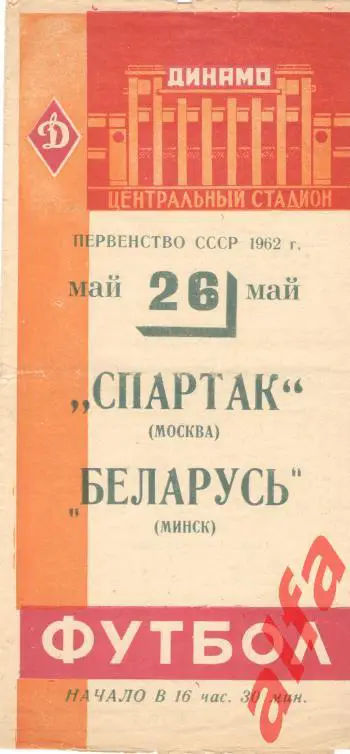 ДИНАМО
Д
ЦЕНТРАЛЬНЫЙ СТАДИОН
ПЕРВЕНСТВО СССР 1962 г.
май 26 май
„СПАРТАК“
(МОСКВА)
„БЕЛАРУСЬ"
(МИНСК)
ФУТБОЛ
НАЧАЛО В 16 час. 30 мин.
alfa